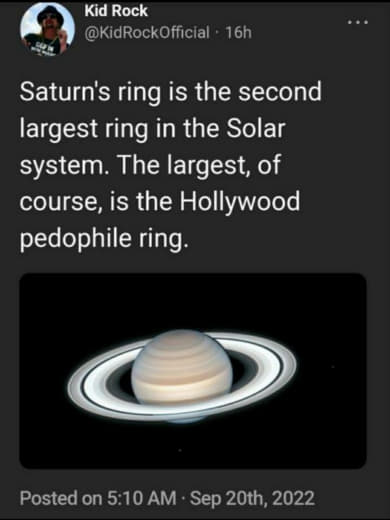 Kid Rock
@KidRockOfficial · 16h
Saturn's ring is the second
largest ring in the Solar
system. The largest, of
course, is the Hollywood
pedophile ring.
Posted on 5:10 AM · Sep 20th, 2022